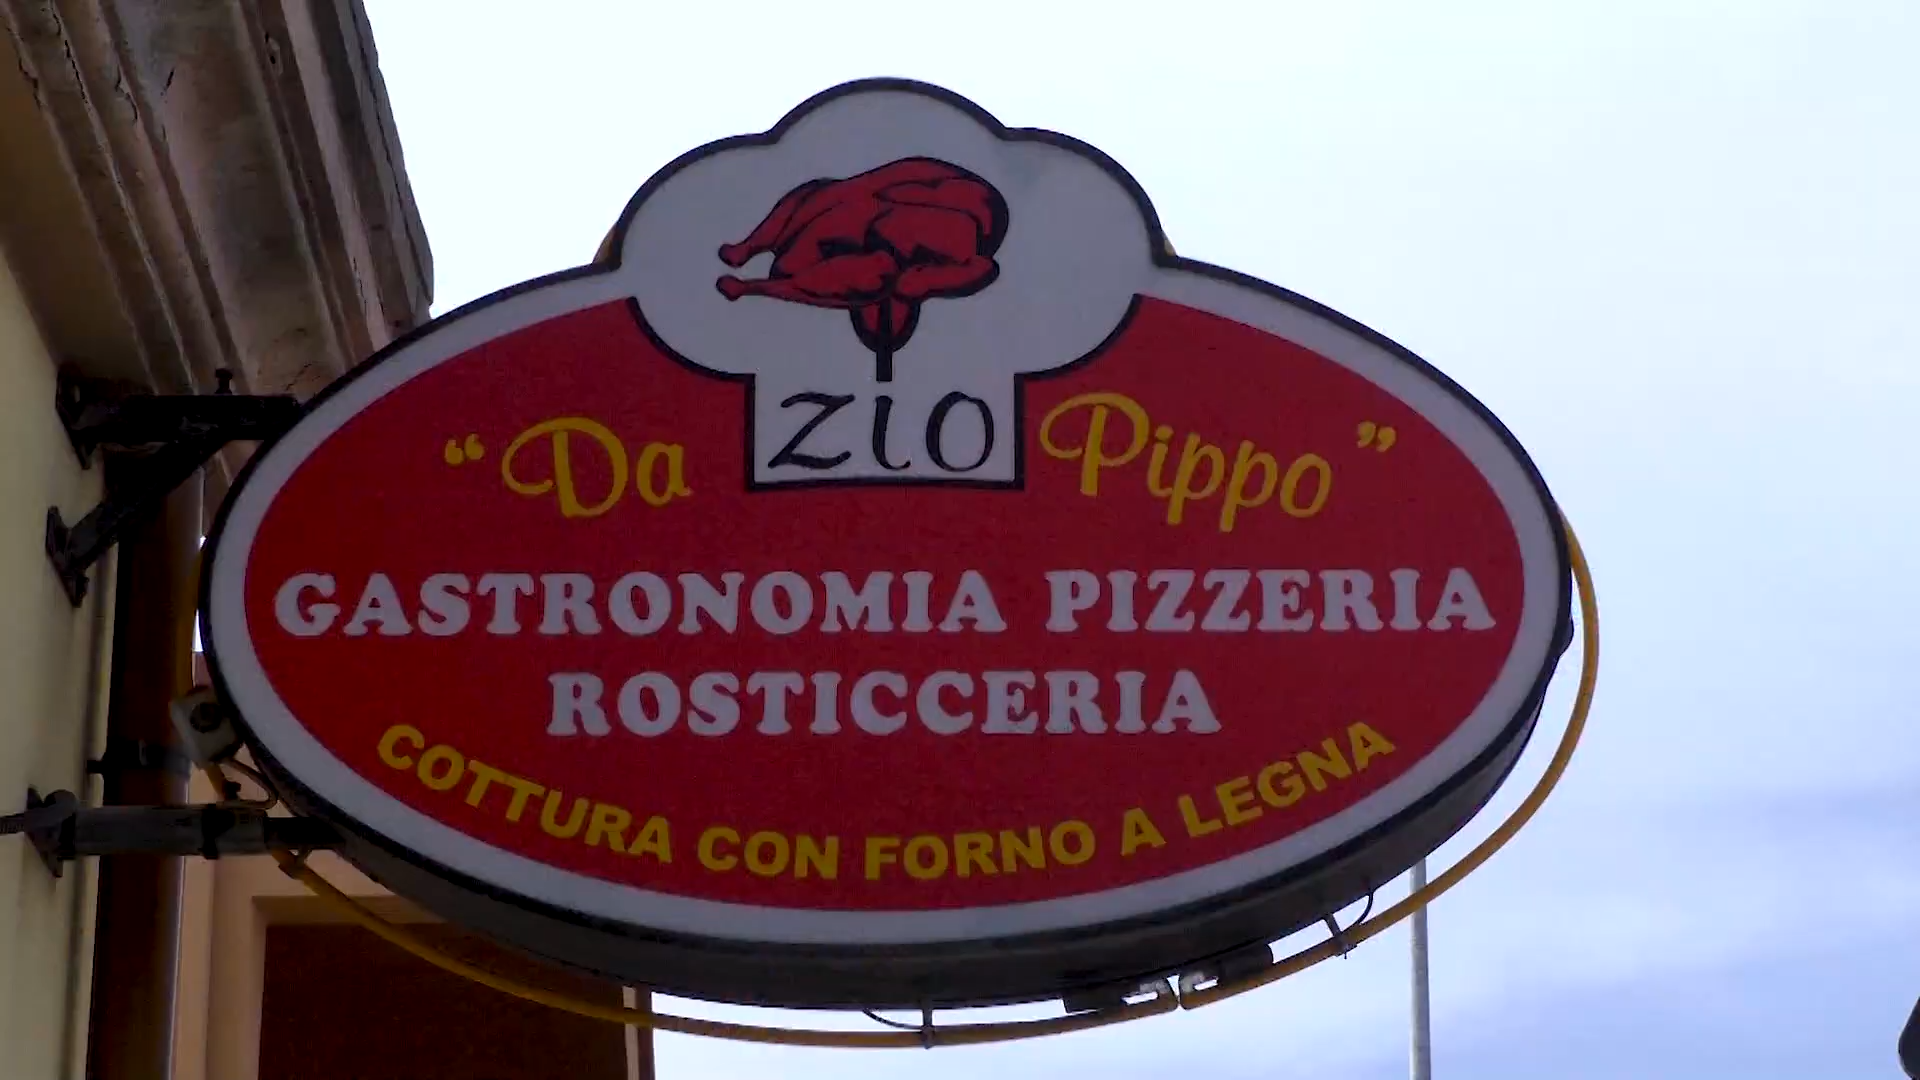 "Da zio Pippo"
GASTRONOMIA PIZZERIA
ROSTICCERIA
COTTURA CON FORNO A LEGNA